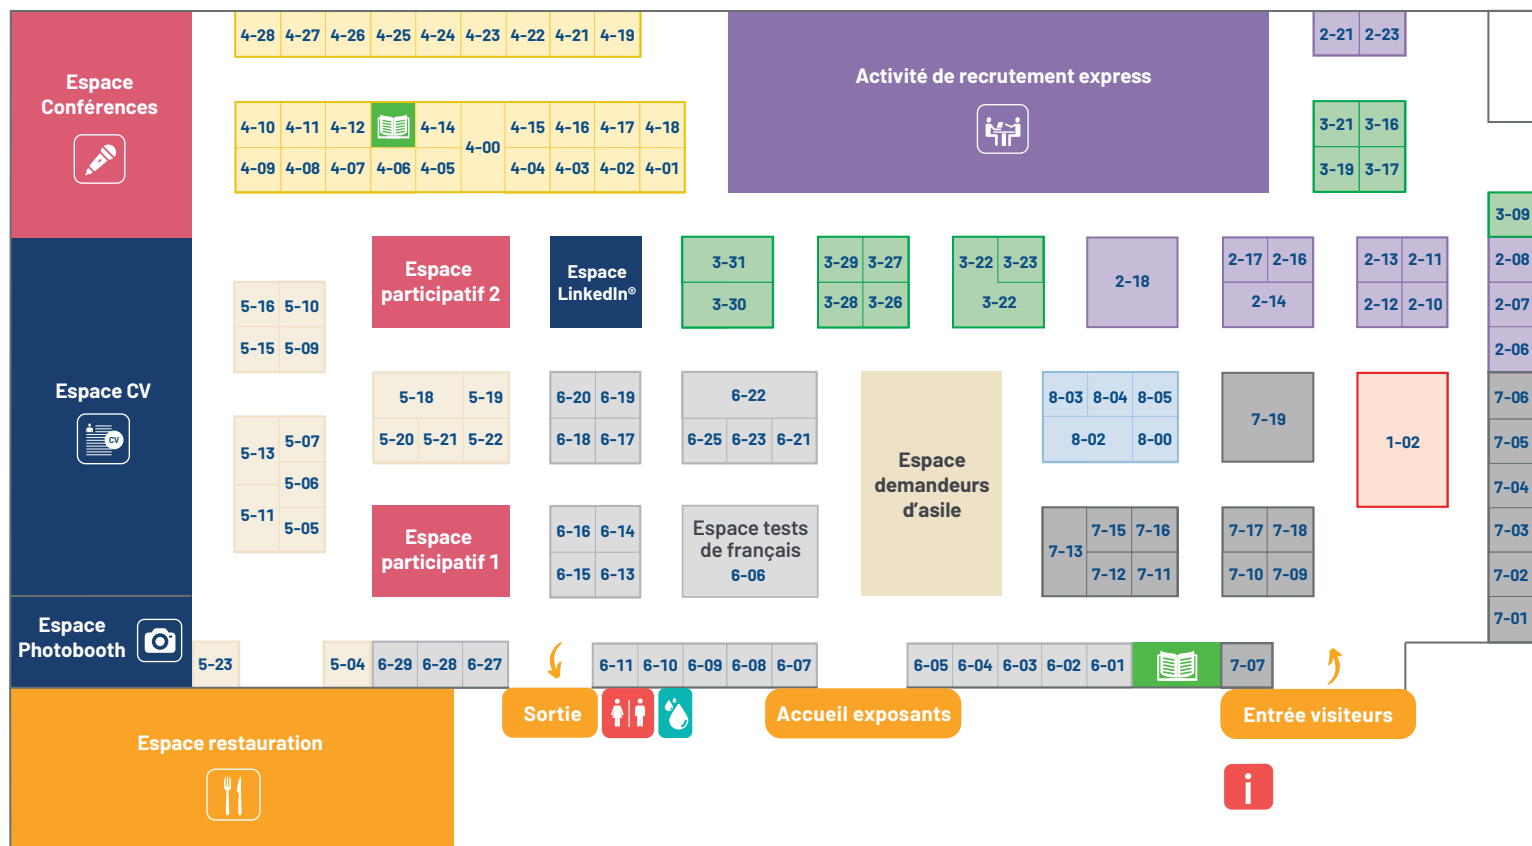 4-28 4-27 4-26 4-25 4-24 4-23 4-22 4-21 4-19
2-21 2-23
Espace
Conférences
Activité de recrutement express
4-10 4-11 4-12 4-14 4-15 4-16 4-17 4-18
4-00
4-09 4-08 4-07 4-06 4-05 4-04 4-03 4-02 4-01
3-21 3-16
3-19 3-17
3-09
Espace
participatif 2
Espace
LinkedIn®
3-31
3-30
3-29 3-27
3-28 3-26
3-22 3-23
3-22
2-18
2-17 2-16
2-14
2-13 2-11
2-12 2-10
2-08
2-07
2-06
5-16 5-10
5-15 5-09
Espace CV
CV
5-18 5-19
5-20 5-21 5-22
6-20 6-19
6-18 6-17
6-22
6-25 6-23 6-21
Espace
demandeurs
d'asile
8-03 8-04 8-05
8-02 8-00
7-19
1-02
7-06
7-05
7-04
7-03
7-02
7-01
5-13 5-07
5-06
5-11 5-05
Espace
participatif 1
6-16 6-14
6-15 6-13
Espace tests
de français
6-06
7-13 7-15 7-16
7-12 7-11
7-17 7-18
7-10 7-09
Espace
Photobooth
5-23
5-04 6-29 6-28 6-27
6-11 6-10 6-09 6-08 6-07
6-05 6-04 6-03 6-02 6-01
7-07
Sortie
Accueil exposants
Entrée visiteurs
Espace restauration
i